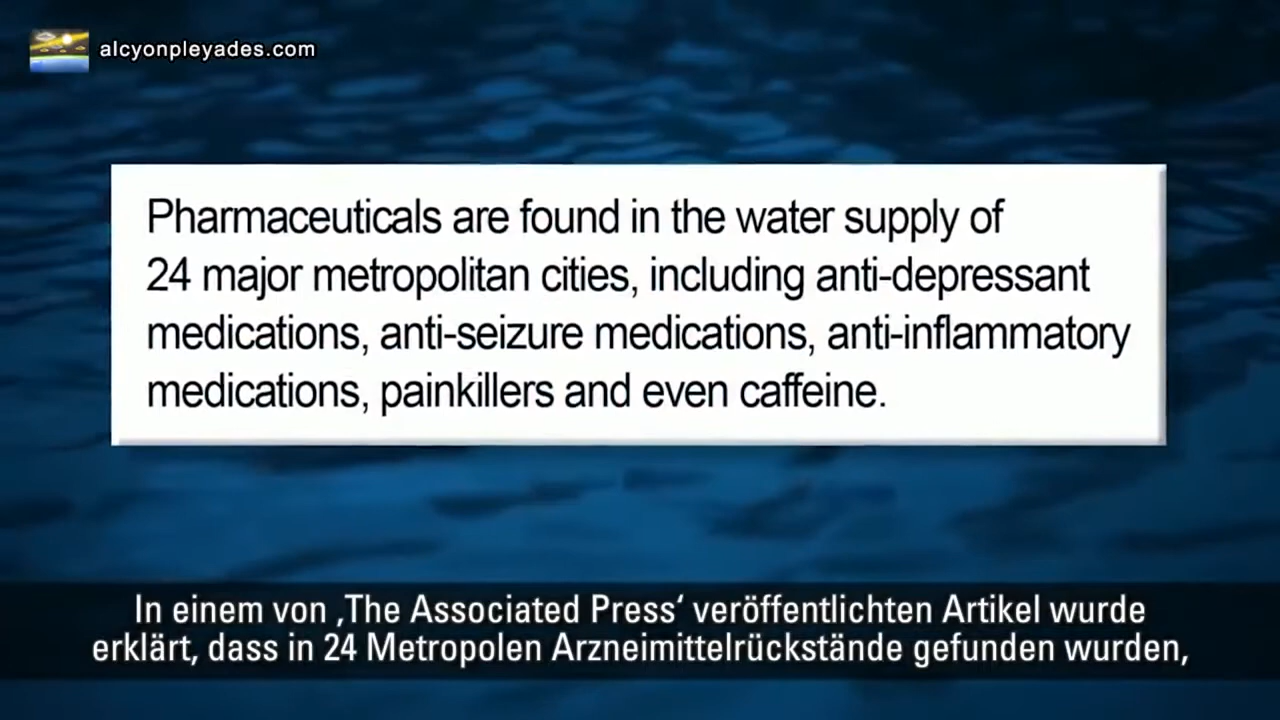 alcyonpleyades.com
Pharmaceuticals are found in the water supply of
24 major metropolitan cities, including anti-depressant
medications, anti-seizure medications, anti-inflammatory
medications, painkillers and even caffeine.
In einem von ‚The Associated Press‘ veröffentlichten Artikel wurde
erklärt, dass in 24 Metropolen Arzneimittelrückstände gefunden wurden,